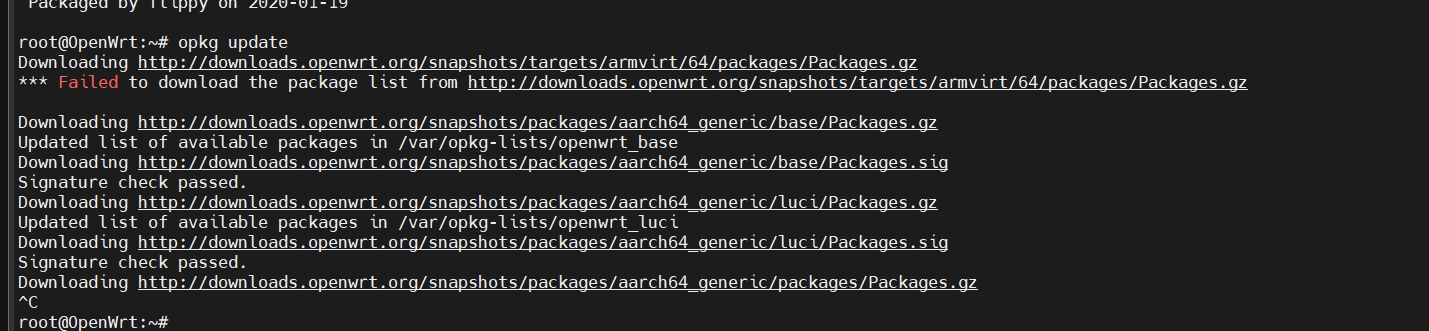 Packaged by flippy on 2020-01-19
root@OpenWrt:~# opkg update
Downloading http://downloads.openwrt.org/snapshots/targets/armvirt/64/packages/Packages.gz
*** Failed to download the package list from http://downloads.openwrt.org/snapshots/targets/armvirt/64/packages/Packages.gz
Downloading http://downloads.openwrt.org/snapshots/packages/aarch64_generic/base/Packages.gz
Updated list of available packages in /var/opkg-lists/openwrt_base
Downloading http://downloads.openwrt.org/snapshots/packages/aarch64_generic/base/Packages.sig
Signature check passed.
Downloading http://downloads.openwrt.org/snapshots/packages/aarch64_generic/luci/Packages.gz
Updated list of available packages in /var/opkg-lists/openwrt_luci
Downloading http://downloads.openwrt.org/snapshots/packages/aarch64_generic/luci/Packages.sig
Signature check passed.
Downloading http://downloads.openwrt.org/snapshots/packages/aarch64_generic/packages/Packages.gz
^C
root@OpenWrt:~#